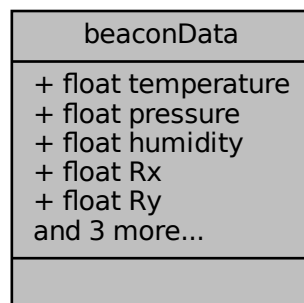 beaconData
+ float temperature
+ float pressure
+ float humidity
+ float Rx
+ float Ry
and 3 more...